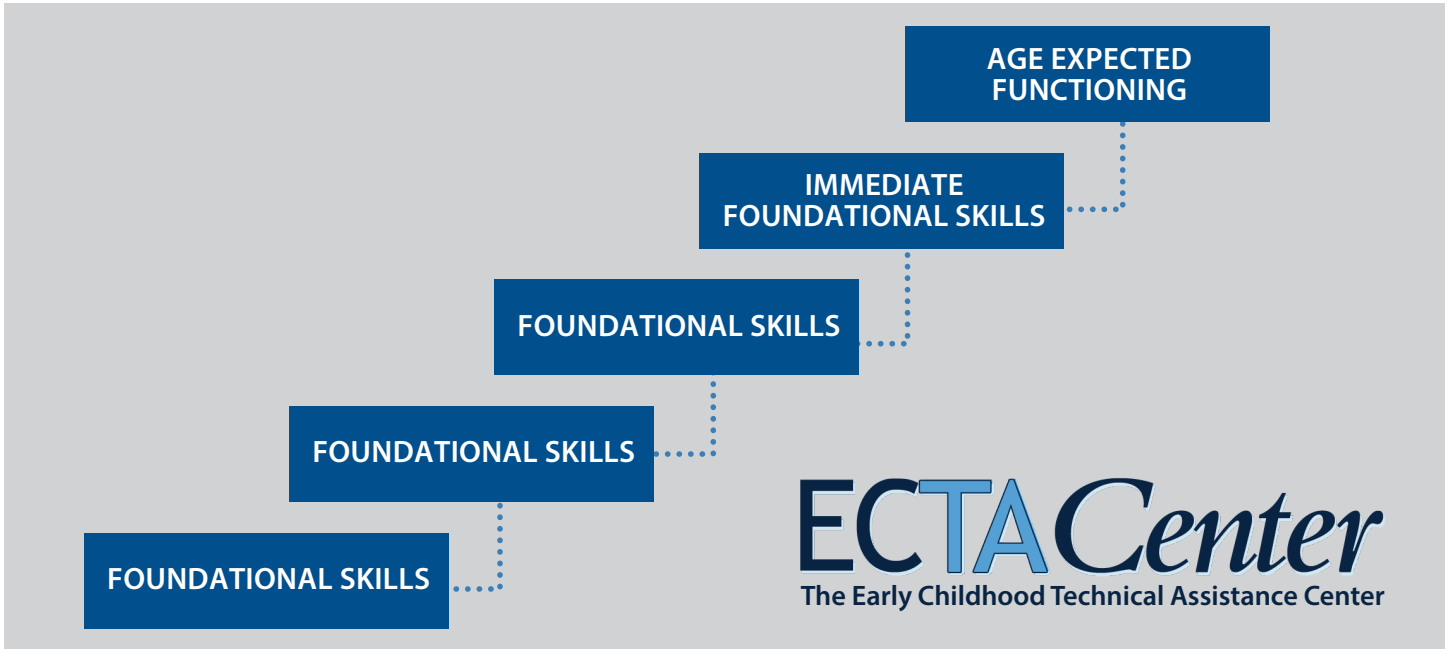 AGE EXPECTED
FUNCTIONING
IMMEDIATE
FOUNDATIONAL SKILLS
FOUNDATIONAL SKILLS
FOUNDATIONAL SKILLS
FOUNDATIONAL SKILLS
ECTACenter
The Early Childhood Technical Assistance Center